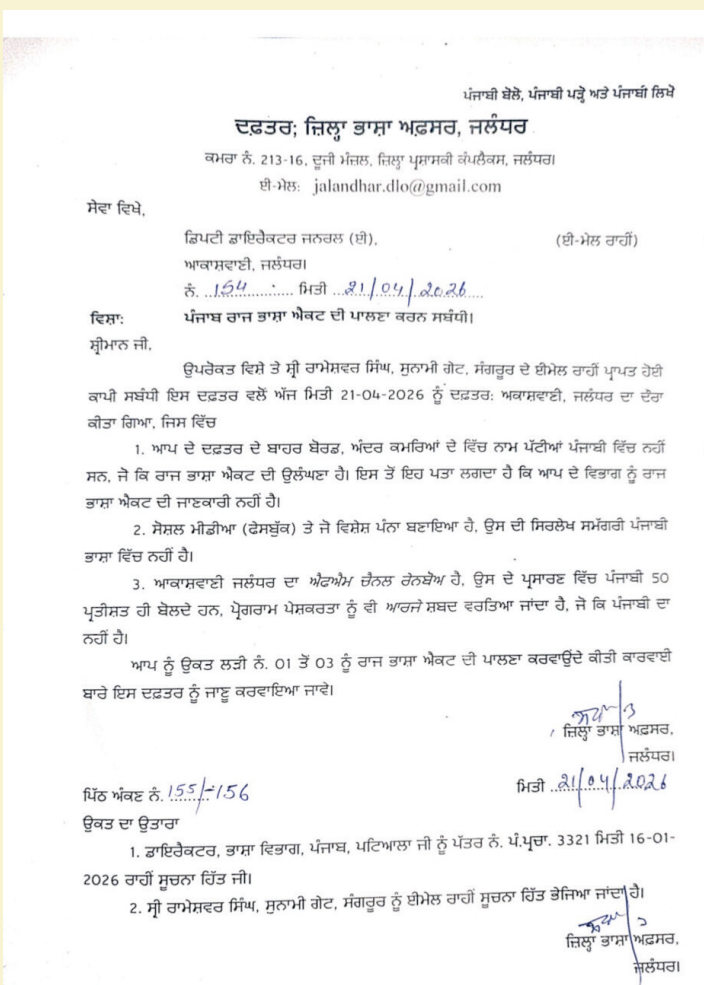 ਪੰਜਾਬੀ ਬੋਲੋ, ਪੰਜਾਬੀ ਪੜ੍ਹੋ ਅਤੇ ਪੰਜਾਬੀ ਲਿਖੋ
ਦਫ਼ਤਰ; ਜ਼ਿਲ੍ਹਾ ਭਾਸ਼ਾ ਅਫ਼ਸਰ, ਜਲੰਧਰ
ਕਮਰਾ ਨੰ. 213-16, ਦੂਜੀ ਮੰਜ਼ਲ, ਜ਼ਿਲ੍ਹਾ ਪ੍ਰਸ਼ਾਸਕੀ ਕੰਪਲੈਕਸ, ਜਲੰਧਰ।
ਈ-ਮੇਲ: jalandhar.dlo@gmail.com
ਸੇਵਾ ਵਿਖੇ,
ਡਿਪਟੀ ਡਾਇਰੈਕਟਰ ਜਨਰਲ (ਈ), (ਈ-ਮੇਲ ਰਾਹੀਂ)
ਆਕਾਸ਼ਵਾਣੀ, ਜਲੰਧਰ।
ਨੰ. 154 ਮਿਤੀ 21/04/2026
ਵਿਸ਼ਾ: ਪੰਜਾਬ ਰਾਜ ਭਾਸ਼ਾ ਐਕਟ ਦੀ ਪਾਲਣਾ ਕਰਨ ਸਬੰਧੀ।
ਸ਼੍ਰੀਮਾਨ ਜੀ,
ਉਪਰੋਕਤ ਵਿਸ਼ੇ ਤੇ ਸ੍ਰੀ ਰਾਮੇਸ਼ਵਰ ਸਿੰਘ, ਸੁਨਾਮੀ ਗੇਟ, ਸੰਗਰੂਰ ਦੇ ਈਮੇਲ ਰਾਹੀਂ ਪ੍ਰਾਪਤ ਹੋਈ
ਕਾਪੀ ਸਬੰਧੀ ਇਸ ਦਫ਼ਤਰ ਵਲੋਂ ਅੱਜ ਮਿਤੀ 21-04-2026 ਨੂੰ ਦਫ਼ਤਰ: ਅਕਾਸ਼ਵਾਣੀ, ਜਲੰਧਰ ਦਾ ਦੌਰਾ
ਕੀਤਾ ਗਿਆ, ਜਿਸ ਵਿੱਚ
1. ਆਪ ਦੇ ਦਫ਼ਤਰ ਦੇ ਬਾਹਰ ਬੋਰਡ, ਅੰਦਰ ਕਮਰਿਆਂ ਦੇ ਵਿੱਚ ਨਾਮ ਪੱਟੀਆਂ ਪੰਜਾਬੀ ਵਿੱਚ ਨਹੀਂ
ਸਨ, ਜੋ ਕਿ ਰਾਜ ਭਾਸ਼ਾ ਐਕਟ ਦੀ ਉਲੰਘਣਾ ਹੈ। ਇਸ ਤੋਂ ਇਹ ਪਤਾ ਲਗਦਾ ਹੈ ਕਿ ਆਪ ਦੇ ਵਿਭਾਗ ਨੂੰ ਰਾਜ
ਭਾਸ਼ਾ ਐਕਟ ਦੀ ਜਾਣਕਾਰੀ ਨਹੀਂ ਹੈ।
2. ਸੋਸ਼ਲ ਮੀਡੀਆ (ਫੇਸਬੁੱਕ) ਤੇ ਜੋ ਵਿਸ਼ੇਸ਼ ਪੰਨਾ ਬਣਾਇਆ ਹੈ, ਉਸ ਦੀ ਸਿਰਲੇਖ ਸਮੱਗਰੀ ਪੰਜਾਬੀ
ਭਾਸ਼ਾ ਵਿੱਚ ਨਹੀਂ ਹੈ।
3. ਆਕਾਸ਼ਵਾਣੀ ਜਲੰਧਰ ਦਾ ਐਫਐਮ ਚੈਨਲ ਰੇਨਬੋਅ ਹੈ, ਉਸ ਦੇ ਪ੍ਰਸਾਰਣ ਵਿੱਚ ਪੰਜਾਬੀ 50
ਪ੍ਰਤੀਸ਼ਤ ਹੀ ਬੋਲਦੇ ਹਨ, ਪ੍ਰੋਗਰਾਮ ਪੇਸ਼ਕਰਤਾ ਨੂੰ ਵੀ ਆਰਜੇ ਸ਼ਬਦ ਵਰਤਿਆ ਜਾਂਦਾ ਹੈ, ਜੋ ਕਿ ਪੰਜਾਬੀ ਦਾ
ਨਹੀਂ ਹੈ।
ਆਪ ਨੂੰ ਉਕਤ ਲੜੀ ਨੰ. 01 ਤੋਂ 03 ਨੂੰ ਰਾਜ ਭਾਸ਼ਾ ਐਕਟ ਦੀ ਪਾਲਣਾ ਕਰਵਾਉਂਦੇ ਕੀਤੀ ਕਾਰਵਾਈ
ਬਾਰੇ ਇਸ ਦਫ਼ਤਰ ਨੂੰ ਜਾਣੂ ਕਰਵਾਇਆ ਜਾਵੇ।
ਜ਼ਿਲ੍ਹਾ ਭਾਸ਼ਾ ਅਫ਼ਸਰ,
ਜਲੰਧਰ।
ਪਿੱਠ ਅੰਕਣ ਨੰ. 155-156 ਮਿਤੀ 21/04/2026
ਉਕਤ ਦਾ ਉਤਾਰਾ
1. ਡਾਇਰੈਕਟਰ, ਭਾਸ਼ਾ ਵਿਭਾਗ, ਪੰਜਾਬ, ਪਟਿਆਲਾ ਜੀ ਨੂੰ ਪੱਤਰ ਨੰ. ਪੰ.ਪ੍ਰਚਾ. 3321 ਮਿਤੀ 16-01-
2026 ਰਾਹੀਂ ਸੂਚਨਾ ਹਿੱਤ ਜੀ।
2. ਸ੍ਰੀ ਰਾਮੇਸ਼ਵਰ ਸਿੰਘ, ਸੁਨਾਮੀ ਗੇਟ, ਸੰਗਰੂਰ ਨੂੰ ਈਮੇਲ ਰਾਹੀਂ ਸੂਚਨਾ ਹਿੱਤ ਭੇਜਿਆ ਜਾਂਦਾ ਹੈ।
ਜ਼ਿਲ੍ਹਾ ਭਾਸ਼ਾ ਅਫ਼ਸਰ,
ਜਲੰਧਰ।